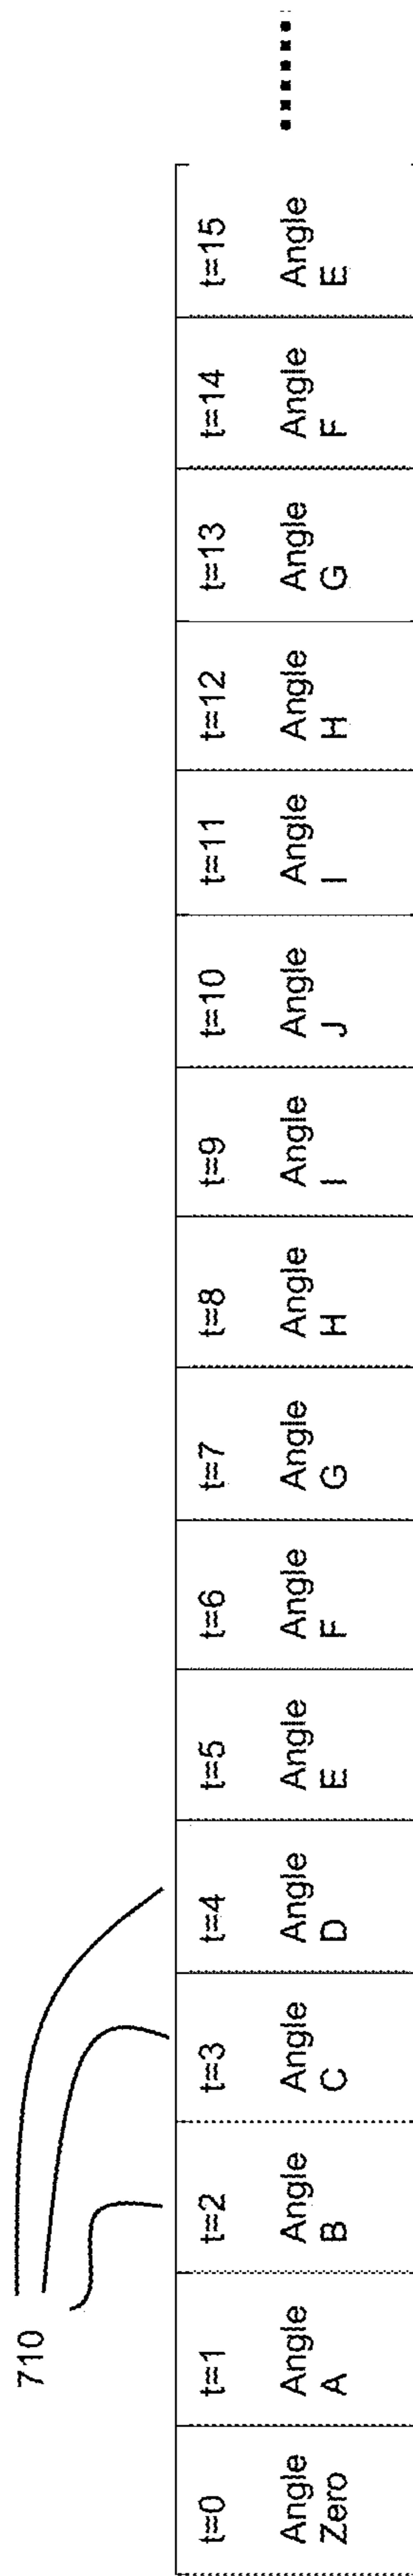 710
t=0 t=1 t=2 t=3 t=4 t=5 t=6 t=7 t=8 t=9 t=10 t=11 t=12 t=13 t=14 t=15
Angle Angle Angle Angle Angle Angle Angle Angle Angle Angle Angle Angle Angle Angle Angle Angle
Zero A B C D E F G H I J I H G F E